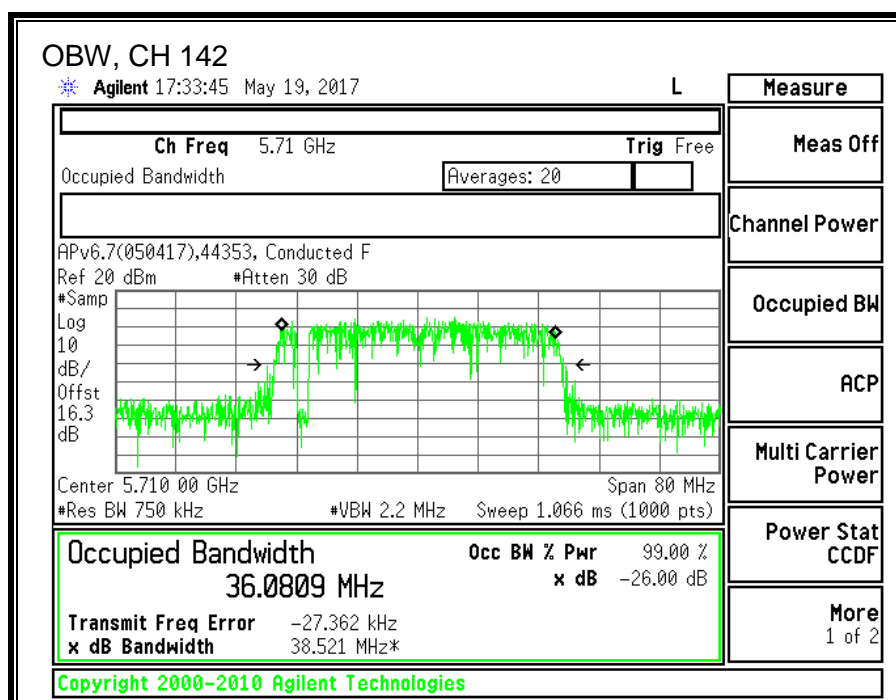 OBW, CH 142
Agilent 17:33:45 May 19, 2017 L
Measure
Ch Freq 5.71 GHz Trig Free
Meas Off
Occupied Bandwidth Averages: 20
Channel Power
APv6.7(050417),44353, Conducted F
Ref 20 dBm #Atten 30 dB
#Samp
Log
10
dB/
Offst
16.3
dB
Occupied BW
ACP
Multi Carrier
Power
Center 5.710 00 GHz Span 80 MHz
#Res BW 750 kHz #VBW 2.2 MHz Sweep 1.066 ms (1000 pts)
Power Stat
CCDF
Occupied Bandwidth Occ BW % Pwr 99.00 %
36.0809 MHz x dB -26.00 dB
Transmit Freq Error -27.362 kHz
x dB Bandwidth 38.521 MHz*
More
1 of 2
Copyright 2000-2010 Agilent Technologies